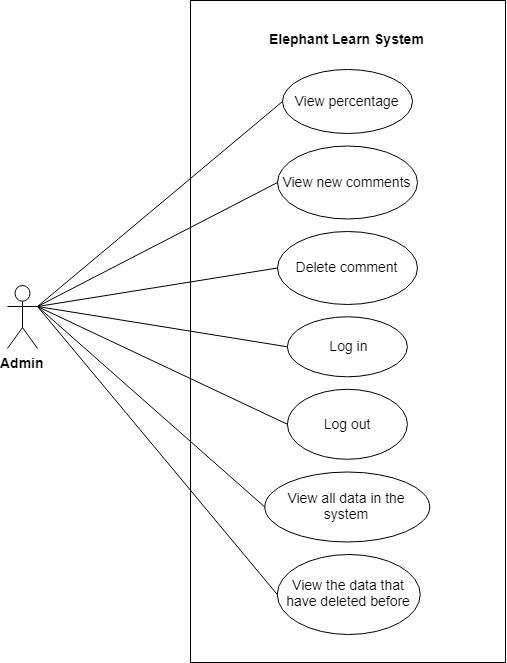 Elephant Learn System
View percentage
View new comments
Delete comment
Admin
Log in
Log out
View all data in the
system
View the data that
have deleted before